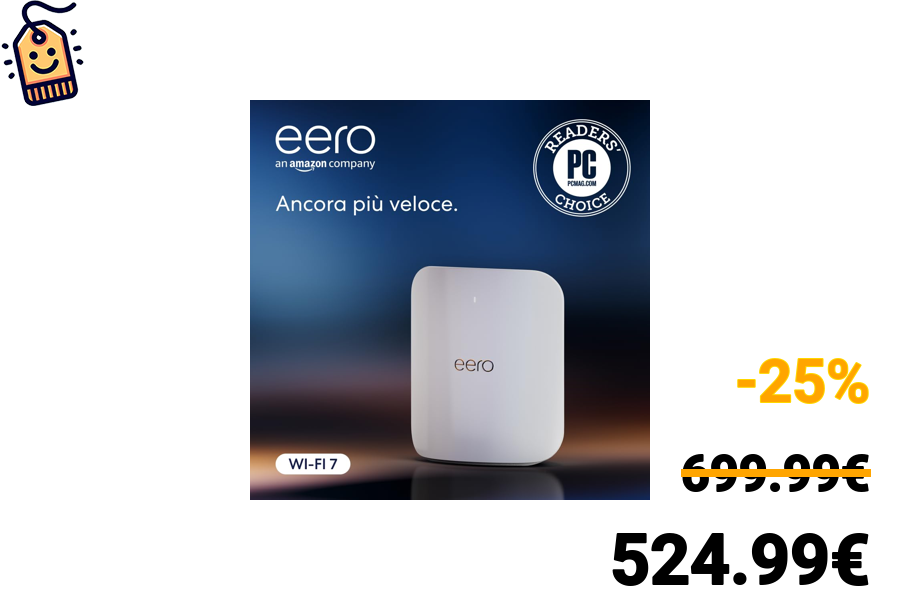 eero
an amazon company
Ancora più veloce.
READERS'
PC
PCMAG.COM
CHOICE
eero
WI-FI 7
-25%
699.99€
524.99€